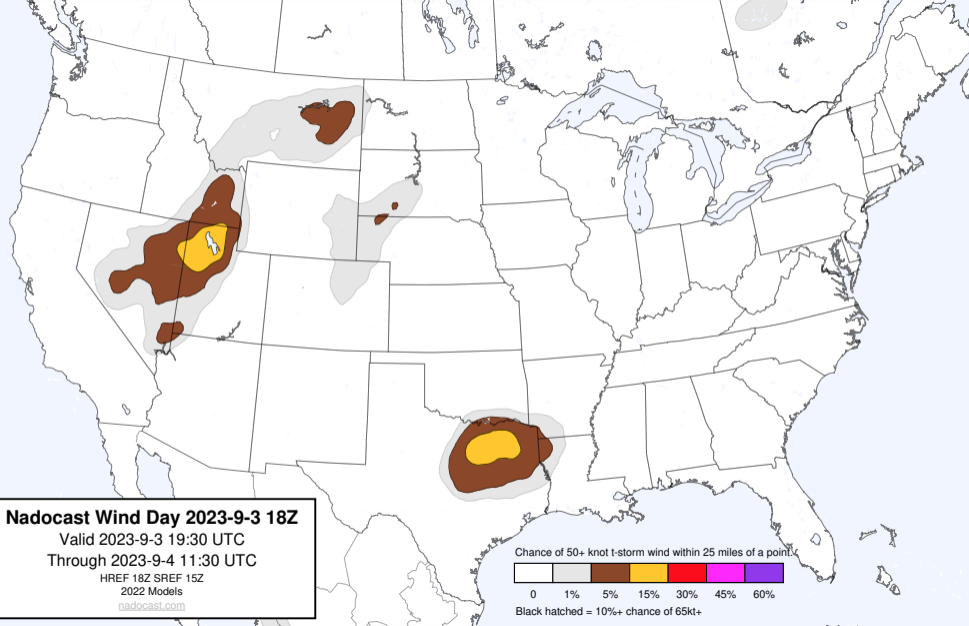 Nadocast Wind Day 2023-9-3 18Z
Valid 2023-9-3 19:30 UTC
Through 2023-9-4 11:30 UTC
HREF 18Z SREF 15Z
2022 Models
nadocast.com
Chance of 50+ knot t-storm wind within 25 miles of a point.
0 1% 5% 15% 30% 45% 60%
Black hatched = 10%+ chance of 65kt+